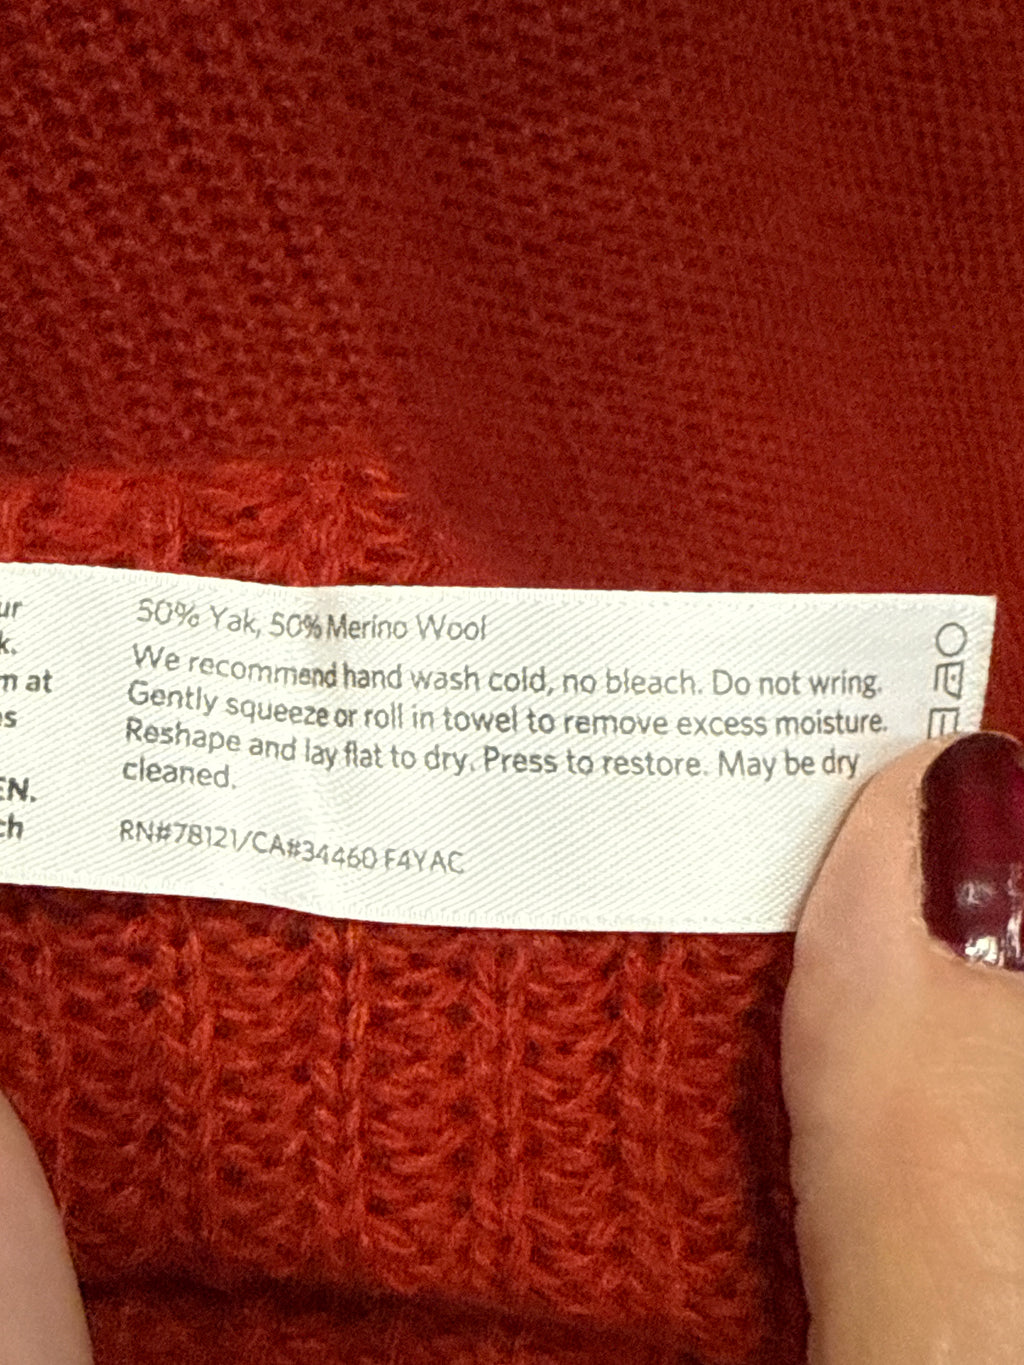 50% Yak, 50% Merino Wool
We recommend hand wash cold, no bleach. Do not wring.
Gently squeeze or roll in towel to remove excess moisture.
Reshape and lay flat to dry. Press to restore. May be dry
cleaned.
RN#78121/CA#34460 F4YAC
at